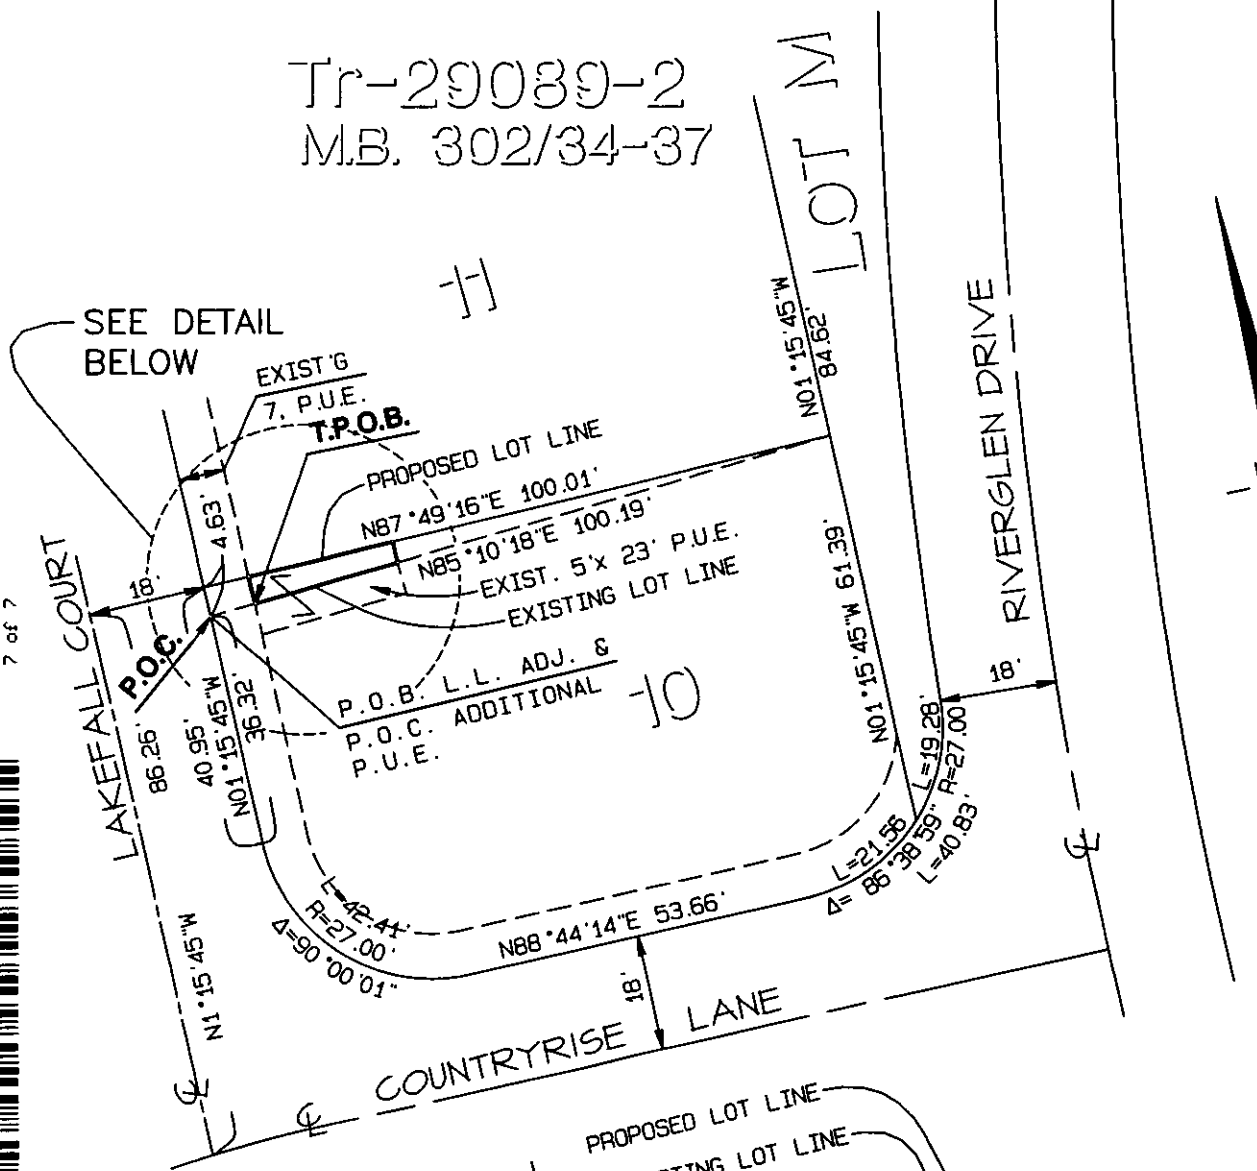 Tr-29089-2
M.B. 302/34-37
LOT M
11
SEE DETAIL
BELOW
EXIST'G
7. P.U.E.
T.P.O.B.
PROPOSED LOT LINE
N87°49'16"E 100.01'
N85°10'18"E 100.19'
EXIST. 5'x 23' P.U.E.
EXISTING LOT LINE
N01°15'45"W
84.62'
RIVERGLEN DRIVE
4.63'
18'
LAKEFALL COURT
P.O.C.
P.O.B. L.L. ADJ. &
P.O.C. ADDITIONAL
P.U.E.
10
N01°15'45"W 61.39'
18'
86.26'
40.95'
N01°15'45"W
36.32'
L=19.28'
R=27.00'
L=21.56
Δ= 86°38'59"
L=40.83'
L=42.41'
R=27.00'
Δ=90°00'01"
N88°44'14"E 53.66'
18'
N1°15'45"W
COUNTRYRISE LANE
PROPOSED LOT LINE
TING LOT LINE
7 of 7